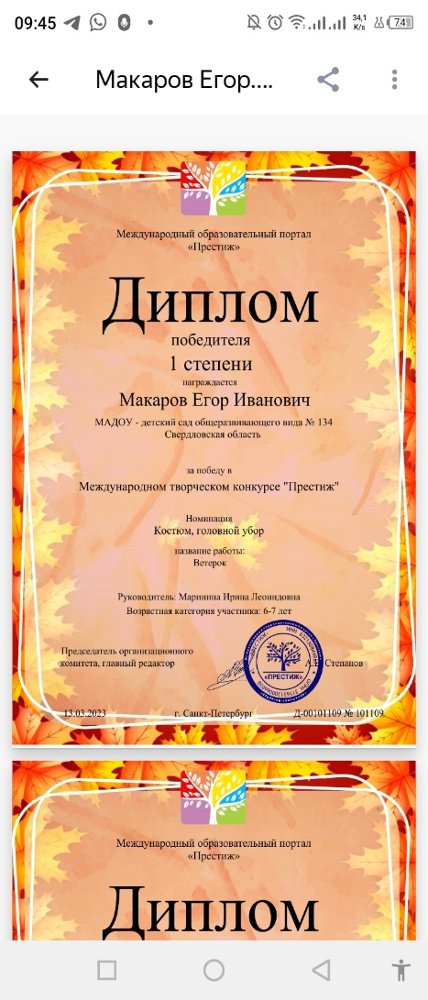 09:45
34,1
K/s
74
Макаров Егор....
Международный образовательный портал
«Престиж»
Диплом
победителя
1 степени
награждается
Макаров Егор Иванович
МАДОУ - детский сад общеразвивающего вида № 134
Свердловская область
за победу в
Международном творческом конкурсе "Престиж"
Номинация
Костюм, головной убор
название работы:
Ветерок
Руководитель: Маринина Ирина Леонидовна
Возрастная категория участника: 6-7 лет
Председатель организационного
комитета, главный редактор
Степанов
«ПРЕСТИЖ»
13.03.2023 г. Санкт-Петербург Д-00101109 № 101109
Международный образовательный портал
«Престиж»
Диплом